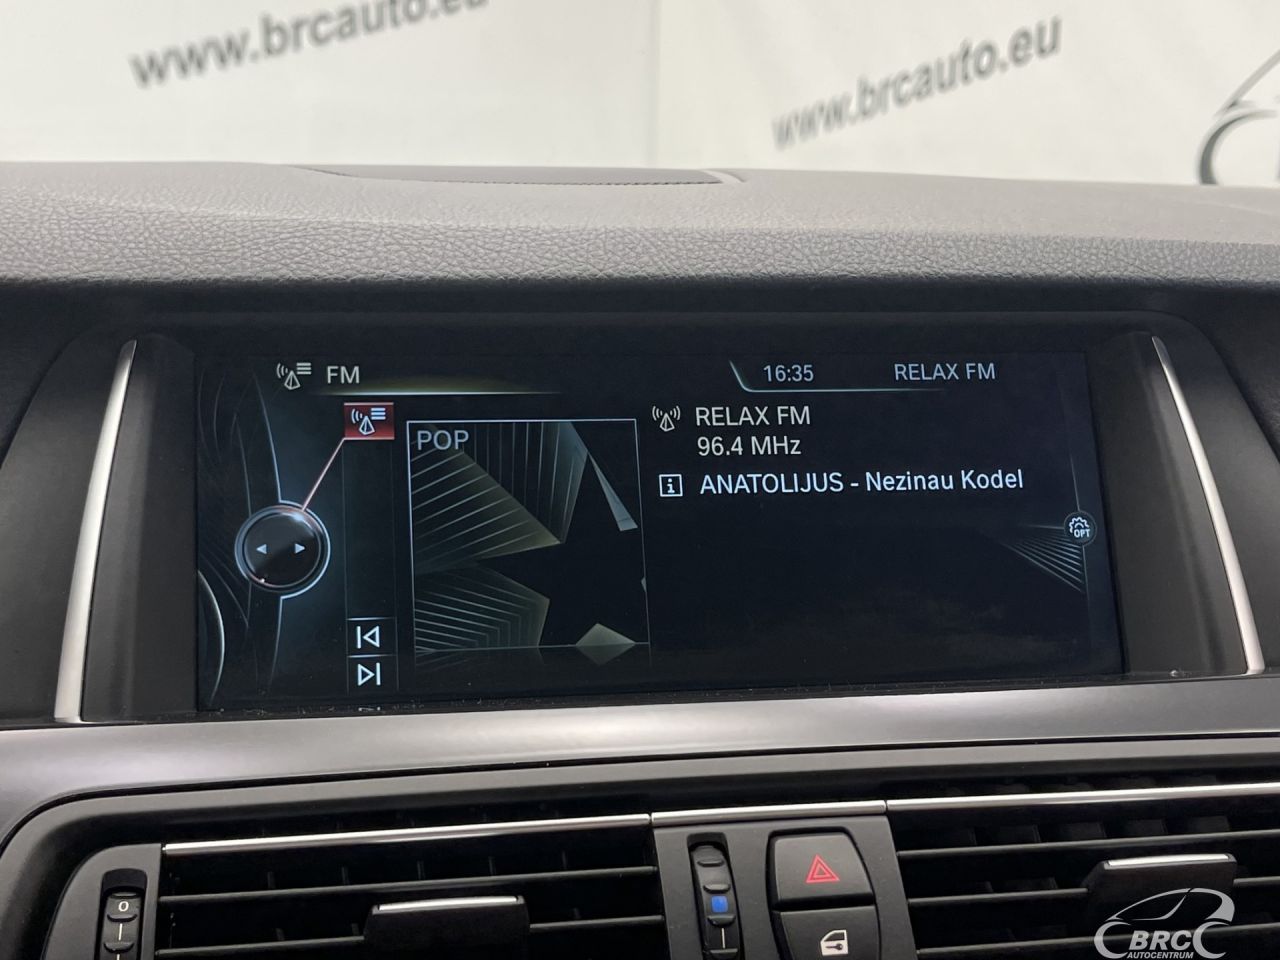 www.brcauto.eu
www.brcauto.eu
FM
16:35
RELAX FM
POP
RELAX FM
96.4 MHz
i ANATOLIJUS - Nezinau Kodel
OPT
0
BRC
AUTOCENTRUM